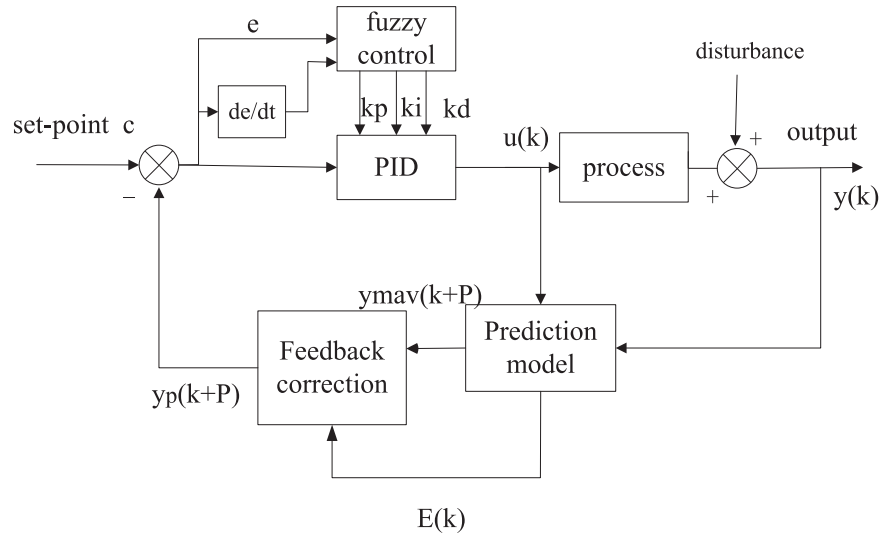 e
fuzzy
control
disturbance
de/dt
kp ki kd
set-point c
u(k)
+
output
PID
process
−
+
y(k)
ymav(k+P)
Prediction
model
Feedback
correction
yp(k+P)
E(k)